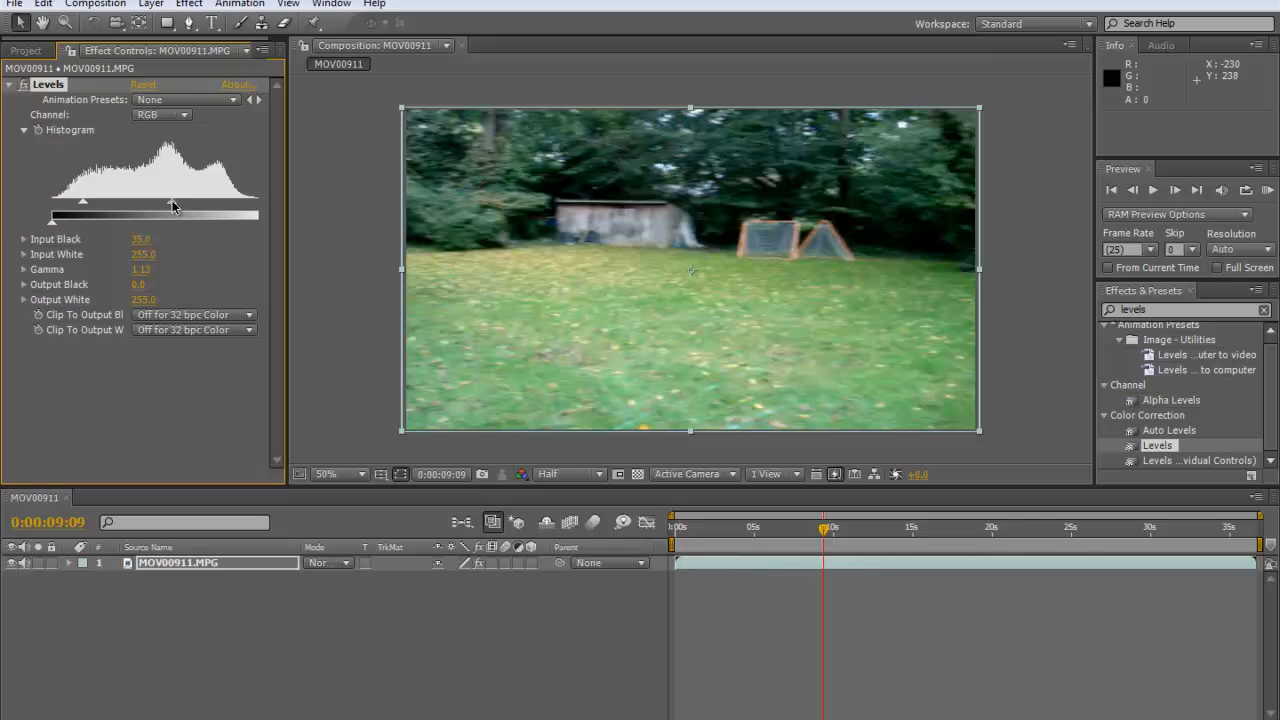 File Edit Composition Layer Effect Animation View Window Help
Workspace: Standard Search Help
Project Effect Controls: MOV00911.MPG
Composition: MOV00911
Info Audio
MOV00911 • MOV00911.MPG
MOV00911
R: X: -230
G: Y: 238
B:
A: 0
fx Levels Reset About...
Animation Presets: None
Channel: RGB
Histogram
Preview
RAM Preview Options
Frame Rate Skip Resolution
(25) 0 Auto
From Current Time Full Screen
Input Black 35.0
Input White 255.0
Gamma 1.13
Output Black 0.0
Output White 255.0
Clip To Output Bl Off for 32 bpc Color
Clip To Output W Off for 32 bpc Color
Effects & Presets
levels
* Animation Presets
Image - Utilities
Levels ...uter to video
Levels ... to computer
Channel
Alpha Levels
Color Correction
Auto Levels
Levels
Levels ...vidual Controls)
50% 0:00:09:09 Half Active Camera 1 View +0.0
MOV00911
0:00:09:09
:00s 05s 10s 15s 20s 25s 30s 35s
# Source Name Mode T TrkMat Parent
1 MOV00911.MPG Nor... fx None